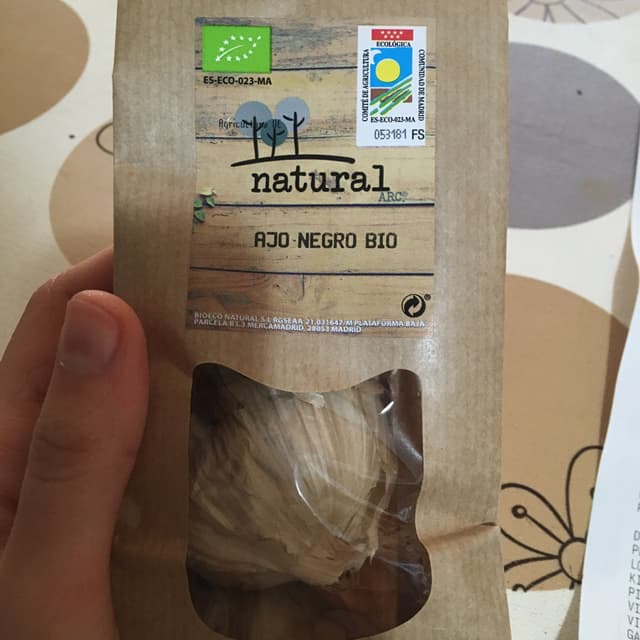 ES-ECO-023-MA
ECOLÓGICA
COMITÉ DE AGRICULTURA
COMUNIDAD DE MADRID
ES-ECO-023-MA
053181 FS
natural
ARC.
AJO NEGRO BIO
BIOECO NATURAL S.L RGSEAA 21.031647/M PLATAFORMA BAJA
PARCELA B L.3 MERCAMADRID, 28053 MADRID